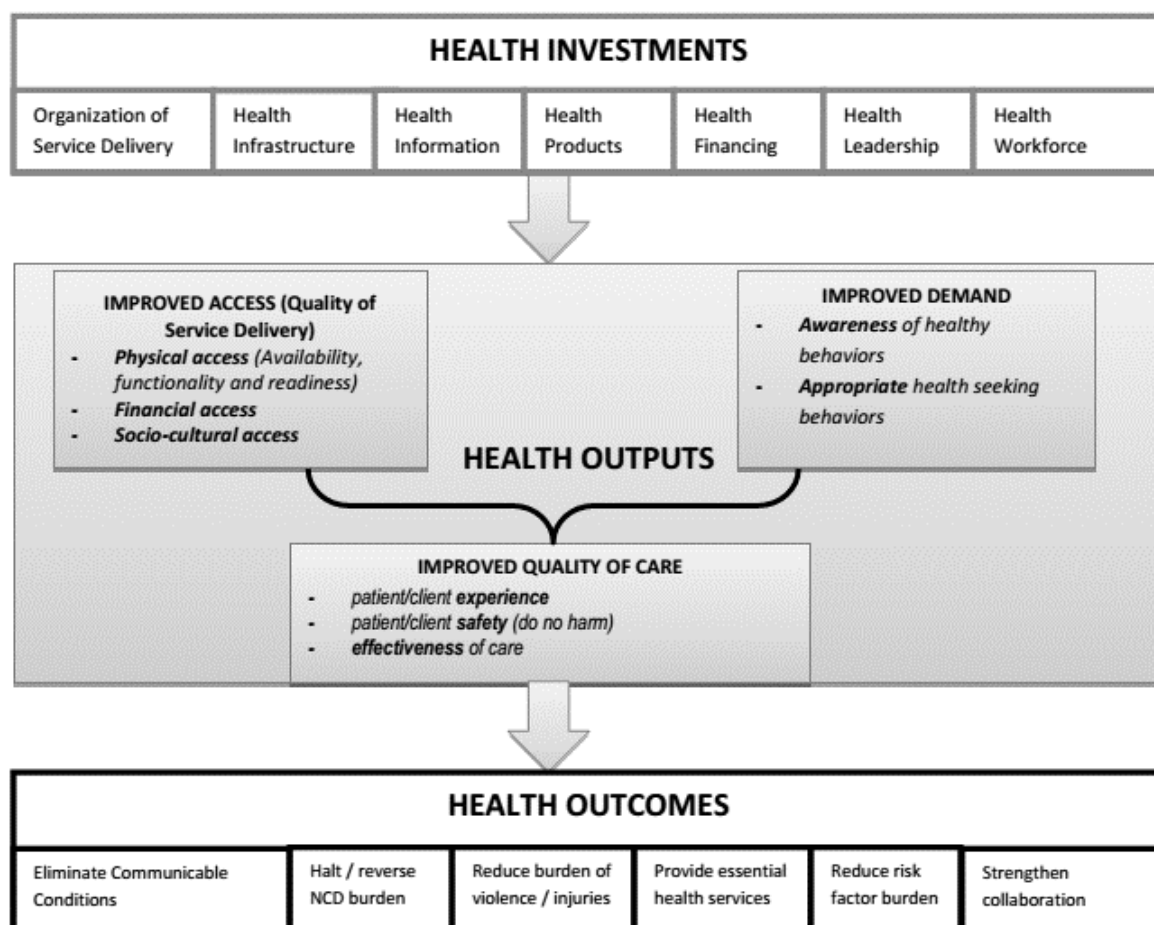 HEALTH INVESTMENTS
Organization of
Service Delivery
Health
Infrastructure
Health
Information
Health
Products
Health
Financing
Health
Leadership
Health
Workforce
IMPROVED ACCESS (Quality of
Service Delivery)
- Physical access (Availability,
functionality and readiness)
- Financial access
- Socio-cultural access
IMPROVED DEMAND
- Awareness of healthy
behaviors
- Appropriate health seeking
behaviors
HEALTH OUTPUTS
IMPROVED QUALITY OF CARE
- patient/client experience
- patient/client safety (do no harm)
- effectiveness of care
HEALTH OUTCOMES
Eliminate Communicable
Conditions
Halt / reverse
NCD burden
Reduce burden of
violence / injuries
Provide essential
health services
Reduce risk
factor burden
Strengthen
collaboration